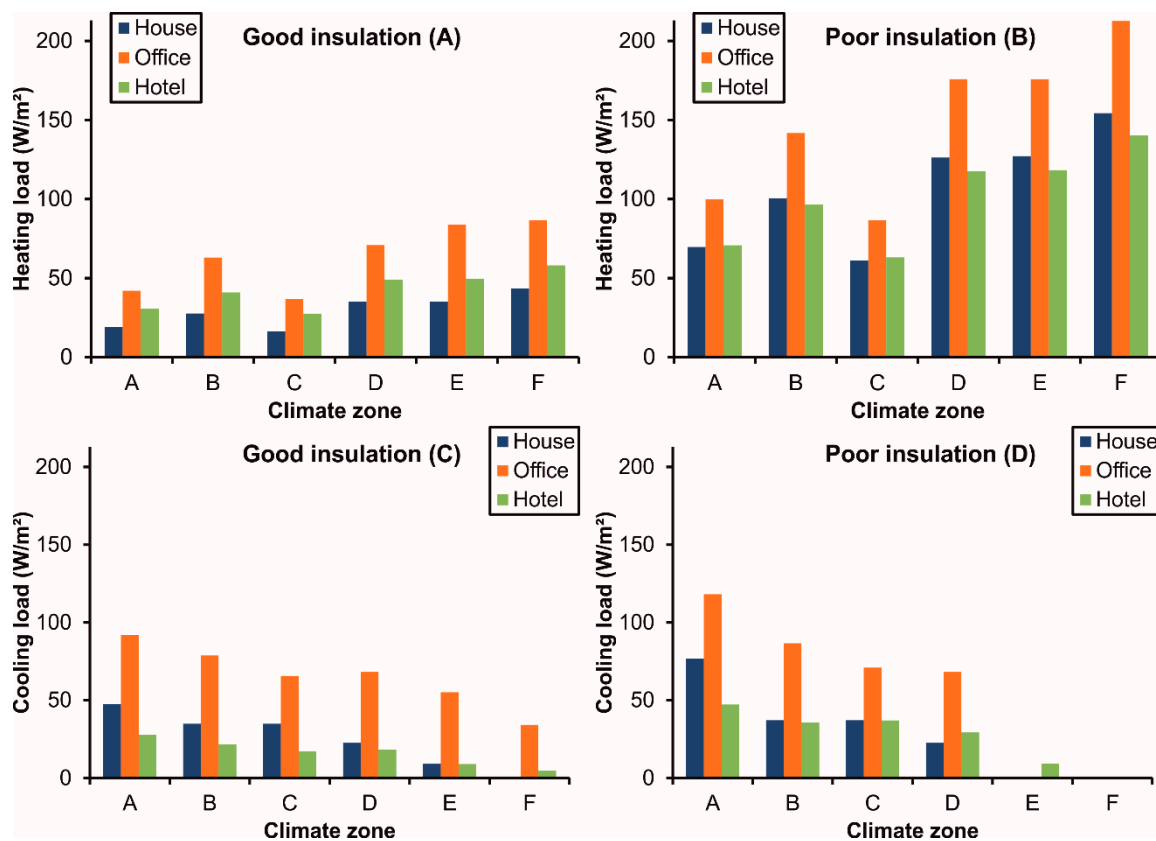 Good insulation (A)
House
Office
Hotel
Heating load (W/m²)
200
150
100
50
0
A B C D E F
Climate zone
Poor insulation (B)
House
Office
Hotel
Heating load (W/m²)
200
150
100
50
0
A B C D E F
Climate zone
Good insulation (C)
House
Office
Hotel
Cooling load (W/m²)
200
150
100
50
0
A B C D E F
Climate zone
Poor insulation (D)
House
Office
Hotel
Cooling load (W/m²)
200
150
100
50
0
A B C D E F
Climate zone